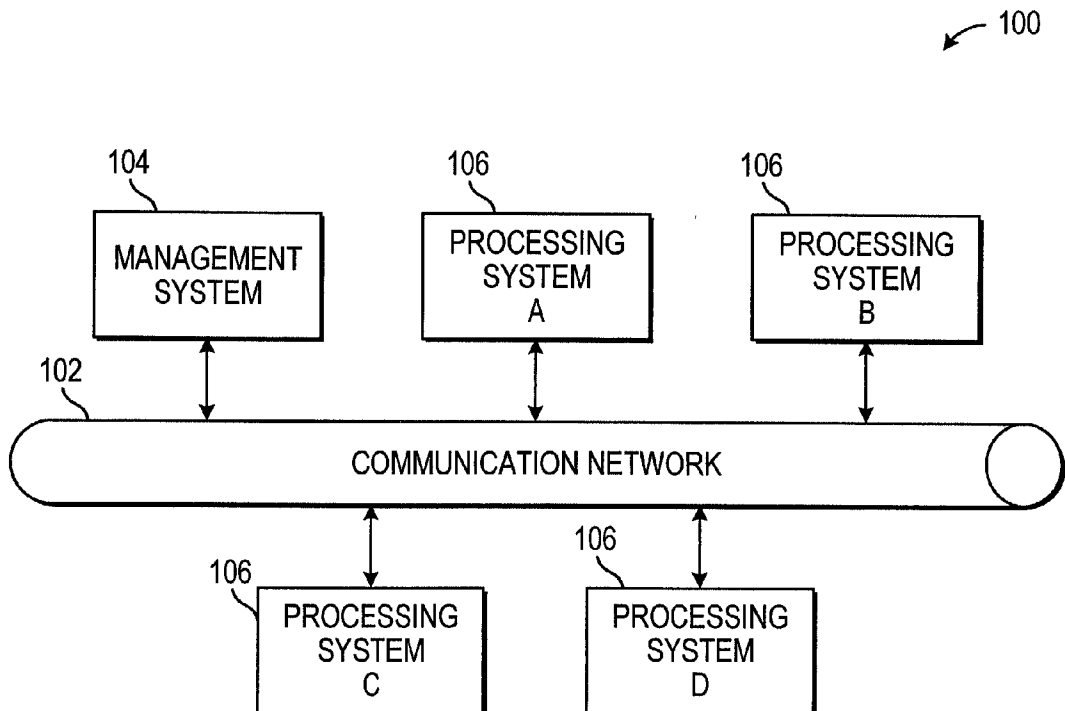 100
104
106
106
MANAGEMENT
SYSTEM
PROCESSING
SYSTEM
A
PROCESSING
SYSTEM
B
102
COMMUNICATION NETWORK
106
106
PROCESSING
SYSTEM
C
PROCESSING
SYSTEM
D